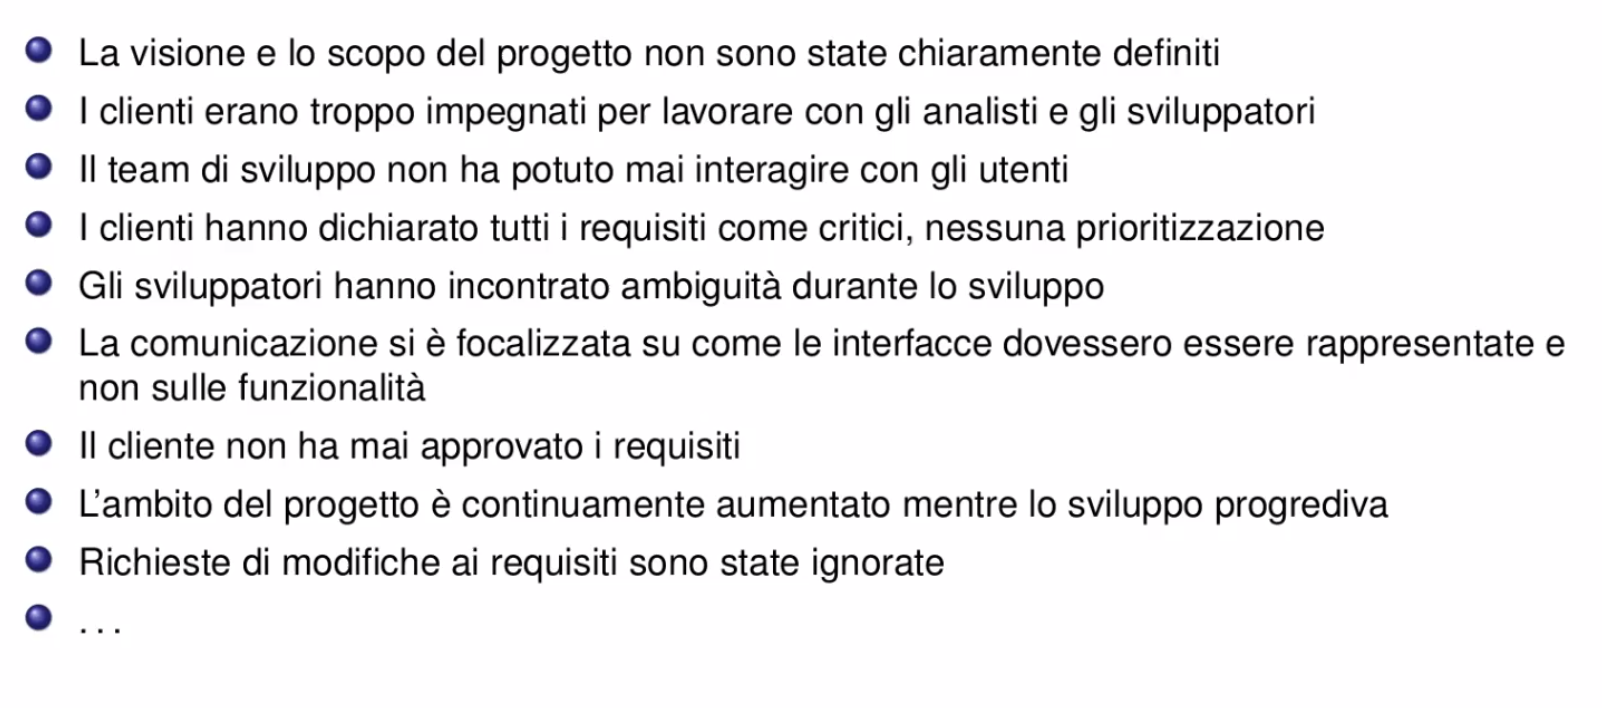 La visione e lo scopo del progetto non sono state chiaramente definiti
I clienti erano troppo impegnati per lavorare con gli analisti e gli sviluppatori
Il team di sviluppo non ha potuto mai interagire con gli utenti
I clienti hanno dichiarato tutti i requisiti come critici, nessuna prioritizzazione
Gli sviluppatori hanno incontrato ambiguità durante lo sviluppo
La comunicazione si è focalizzata su come le interfacce dovessero essere rappresentate e
non sulle funzionalità
Il cliente non ha mai approvato i requisiti
L'ambito del progetto è continuamente aumentato mentre lo sviluppo progrediva
Richieste di modifiche ai requisiti sono state ignorate
...